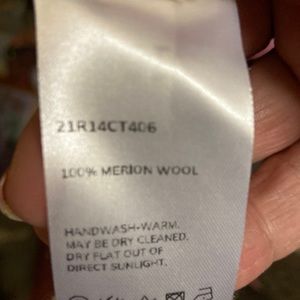 21R14CT406
100% MERION WOOL
HANDWASH-WARM.
MAY BE DRY CLEANED.
DRY FLAT OUT OF
DIRECT SUNLIGHT.